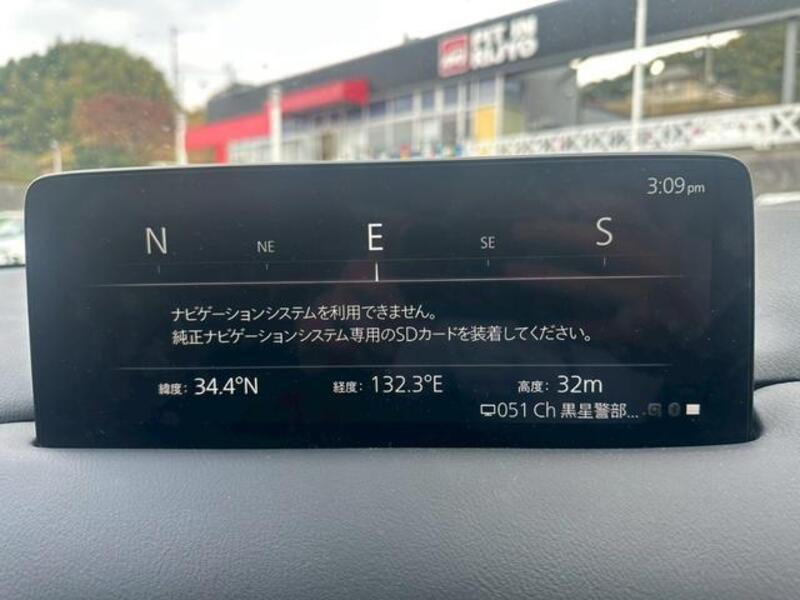 FIT IN
AUTO
3:09pm
N NE E SE S
ナビゲーションシステムを利用できません。
純正ナビゲーションシステム専用のSDカードを装着してください。
緯度: 34.4°N 経度: 132.3°E 高度: 32m
051 Ch 黒星警部...